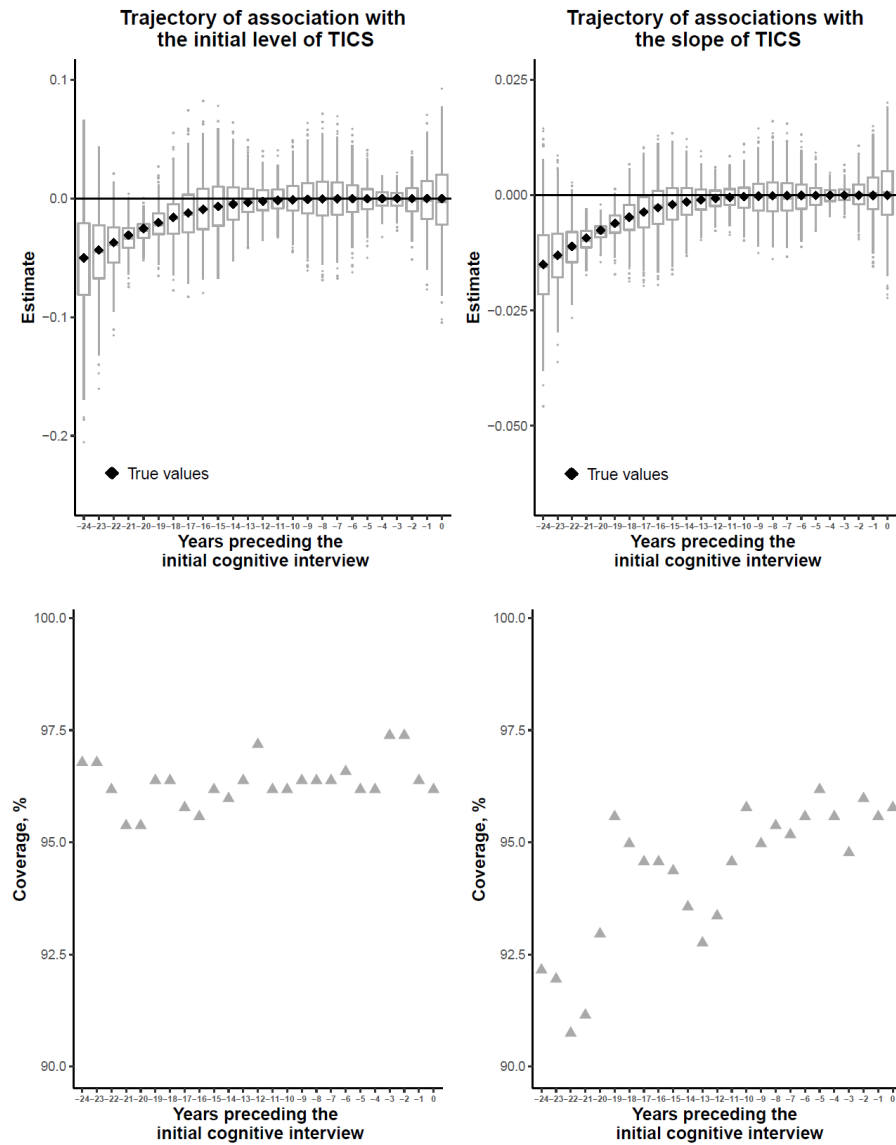 Trajectory of association with
the initial level of TICS
0.1
0.0
−0.1
−0.2
Estimate
True values
−24 −23 −22 −21 −20 −19 −18 −17 −16 −15 −14 −13 −12 −11 −10 −9 −8 −7 −6 −5 −4 −3 −2 −1 0
Years preceding the
initial cognitive interview
Trajectory of associations with
the slope of TICS
0.025
0.000
−0.025
−0.050
Estimate
True values
−24 −23 −22 −21 −20 −19 −18 −17 −16 −15 −14 −13 −12 −11 −10 −9 −8 −7 −6 −5 −4 −3 −2 −1 0
Years preceding the
initial cognitive interview
100.0
97.5
95.0
92.5
90.0
Coverage, %
−24 −23 −22 −21 −20 −19 −18 −17 −16 −15 −14 −13 −12 −11 −10 −9 −8 −7 −6 −5 −4 −3 −2 −1 0
Years preceding the
initial cognitive interview
100.0
97.5
95.0
92.5
90.0
Coverage, %
−24 −23 −22 −21 −20 −19 −18 −17 −16 −15 −14 −13 −12 −11 −10 −9 −8 −7 −6 −5 −4 −3 −2 −1 0
Years preceding the
initial cognitive interview